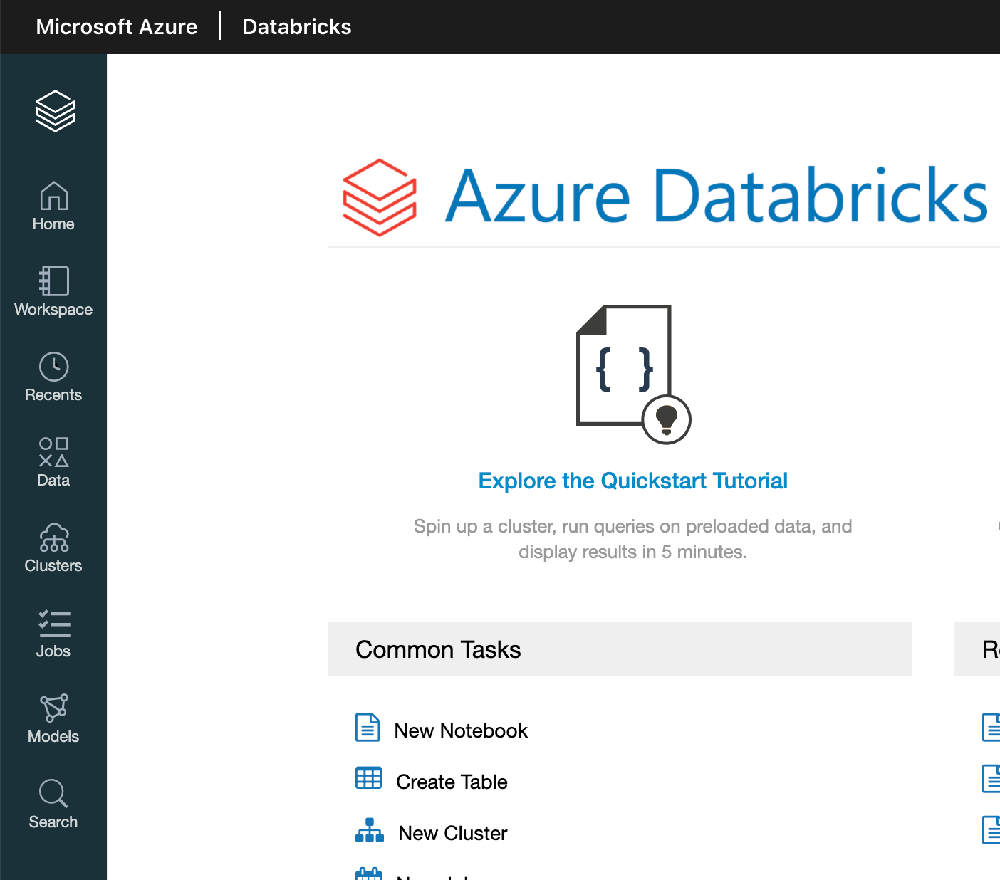 Microsoft Azure Databricks
Home
Workspace
Recents
Data
Clusters
Jobs
Models
Search
Azure Databricks
{ }
Explore the Quickstart Tutorial
Spin up a cluster, run queries on preloaded data, and
display results in 5 minutes.
Common Tasks
New Notebook
Create Table
New Cluster